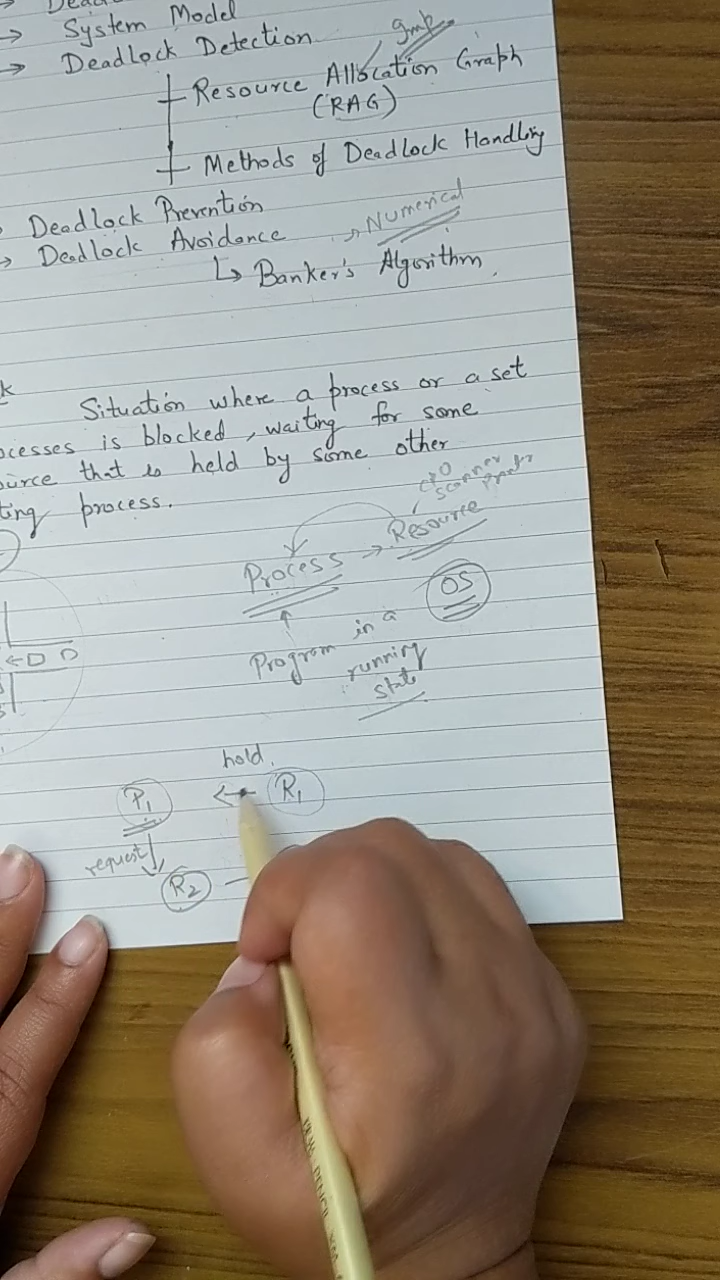 → Dead
→ System Model
→ Deadlock Detection
Resource Allocation Graph
(RAG)
Methods of Deadlock Handling
Deadlock Prevention
→ Deadlock Avoidance → Numerical
↳ Banker's Algorithm
k
Situation where a process or a set
ocesses is blocked, waiting for some
ource that is held by some other
ting process.
scanner
Process → Resource
OS
Program in a
running
state
←D D
hold
P1 ← R1
request
R2